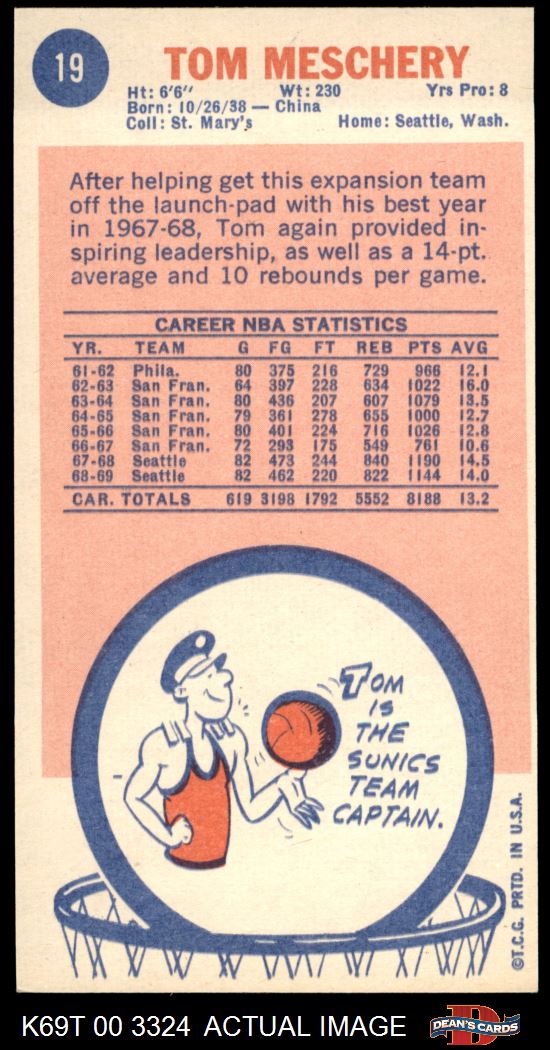 19
TOM MESCHERY
Ht: 6'6" Wt: 230 Yrs Pro: 8
Born: 10/26/38 — China
Coll: St. Mary's Home: Seattle, Wash.
After helping get this expansion team
off the launch-pad with his best year
in 1967-68, Tom again provided in-
spiring leadership, as well as a 14-pt.
average and 10 rebounds per game.
CAREER NBA STATISTICS
YR. TEAM G FG FT REB PTS AVG
61-62 Phila. 80 375 216 729 966 12.1
62-63 San Fran. 64 397 228 634 1022 16.0
63-64 San Fran. 80 436 207 607 1079 13.5
64-65 San Fran. 79 361 278 655 1000 12.7
65-66 San Fran. 80 401 224 716 1026 12.8
66-67 San Fran. 72 293 175 549 761 10.6
67-68 Seattle 82 473 244 840 1190 14.5
68-69 Seattle 82 462 220 822 1144 14.0
CAR. TOTALS 619 3198 1792 5552 8188 13.2
TOM
IS
THE
SUNICS
TEAM
CAPTAIN.
©T.C.G. PRTD. IN U.S.A.
K69T 00 3324 ACTUAL IMAGE
D
DEAN'S CARDS